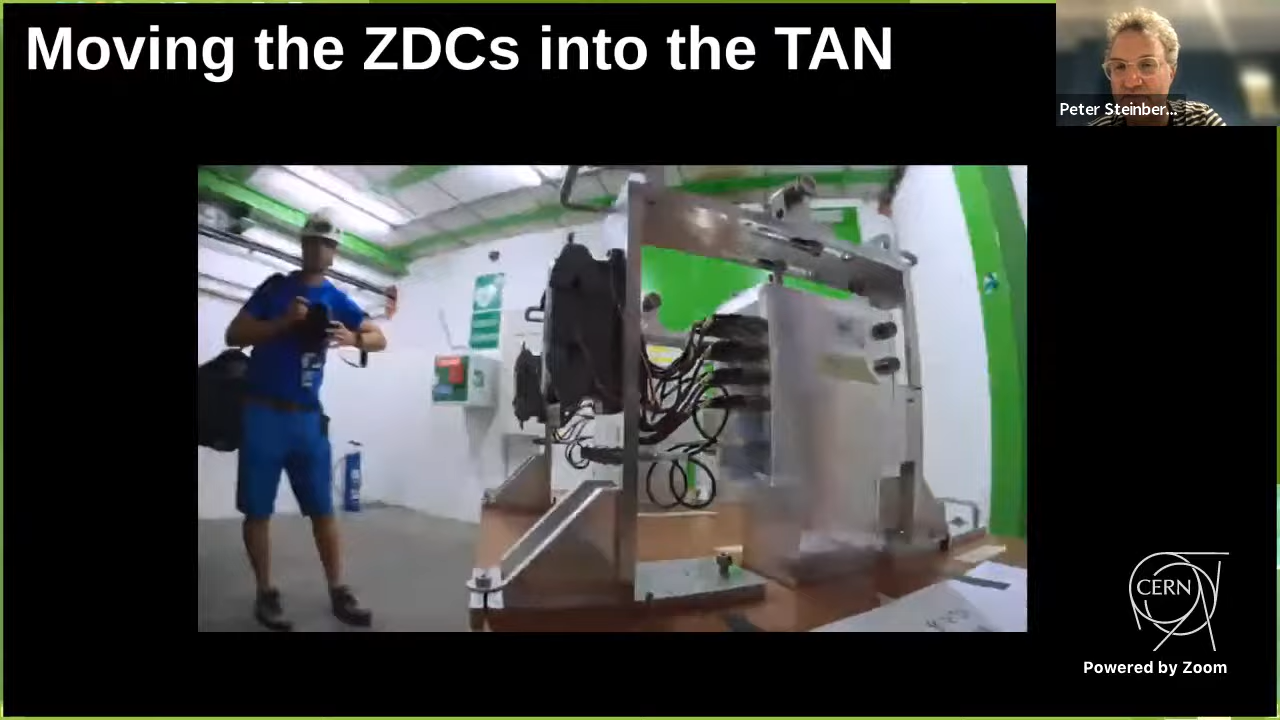 Moving the ZDCs into the TAN
Peter Steinber...
CERN
Powered by Zoom